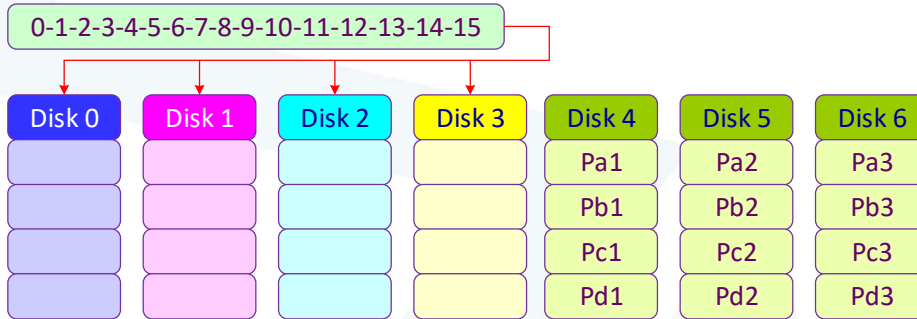 0-1-2-3-4-5-6-7-8-9-10-11-12-13-14-15
Disk 0 Disk 1 Disk 2 Disk 3 Disk 4 Disk 5 Disk 6
Pa1 Pa2 Pa3
Pb1 Pb2 Pb3
Pc1 Pc2 Pc3
Pd1 Pd2 Pd3